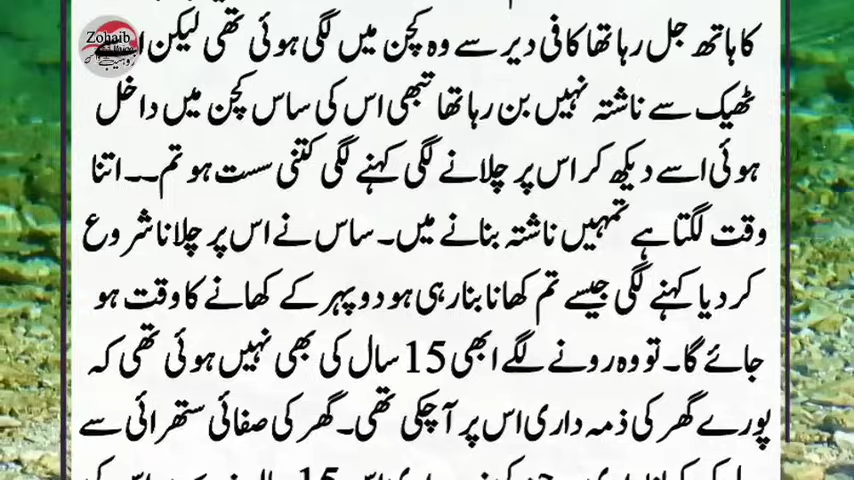 Zohaib
کا ہاتھ جل رہا تھا کافی دیر سے وہ کچن میں لگی ہوئی تھی لیکن
ٹھیک سے ناشتہ نہیں بن رہا تھا تبھی اس کی ساس کچن میں داخل
ہوئی اسے دیکھ کر اس پر چلانے لگی کہنے لگی کتنی سست ہو تم۔۔ اتنا
وقت لگتا ہے تمہیں ناشتہ بنانے میں۔ ساس نے اس پر چلانا شروع
کر دیا کہنے لگی جیسے تم کھانا بنا رہی ہو دوپہر کے کھانے کا وقت ہو
جائے گا۔ تو وہ رونے لگے ابھی 15 سال کی بھی نہیں ہوئی تھی کہ
پورے گھر کی ذمہ داری اس پر آ چکی تھی۔ گھر کی صفائی ستھرائی سے